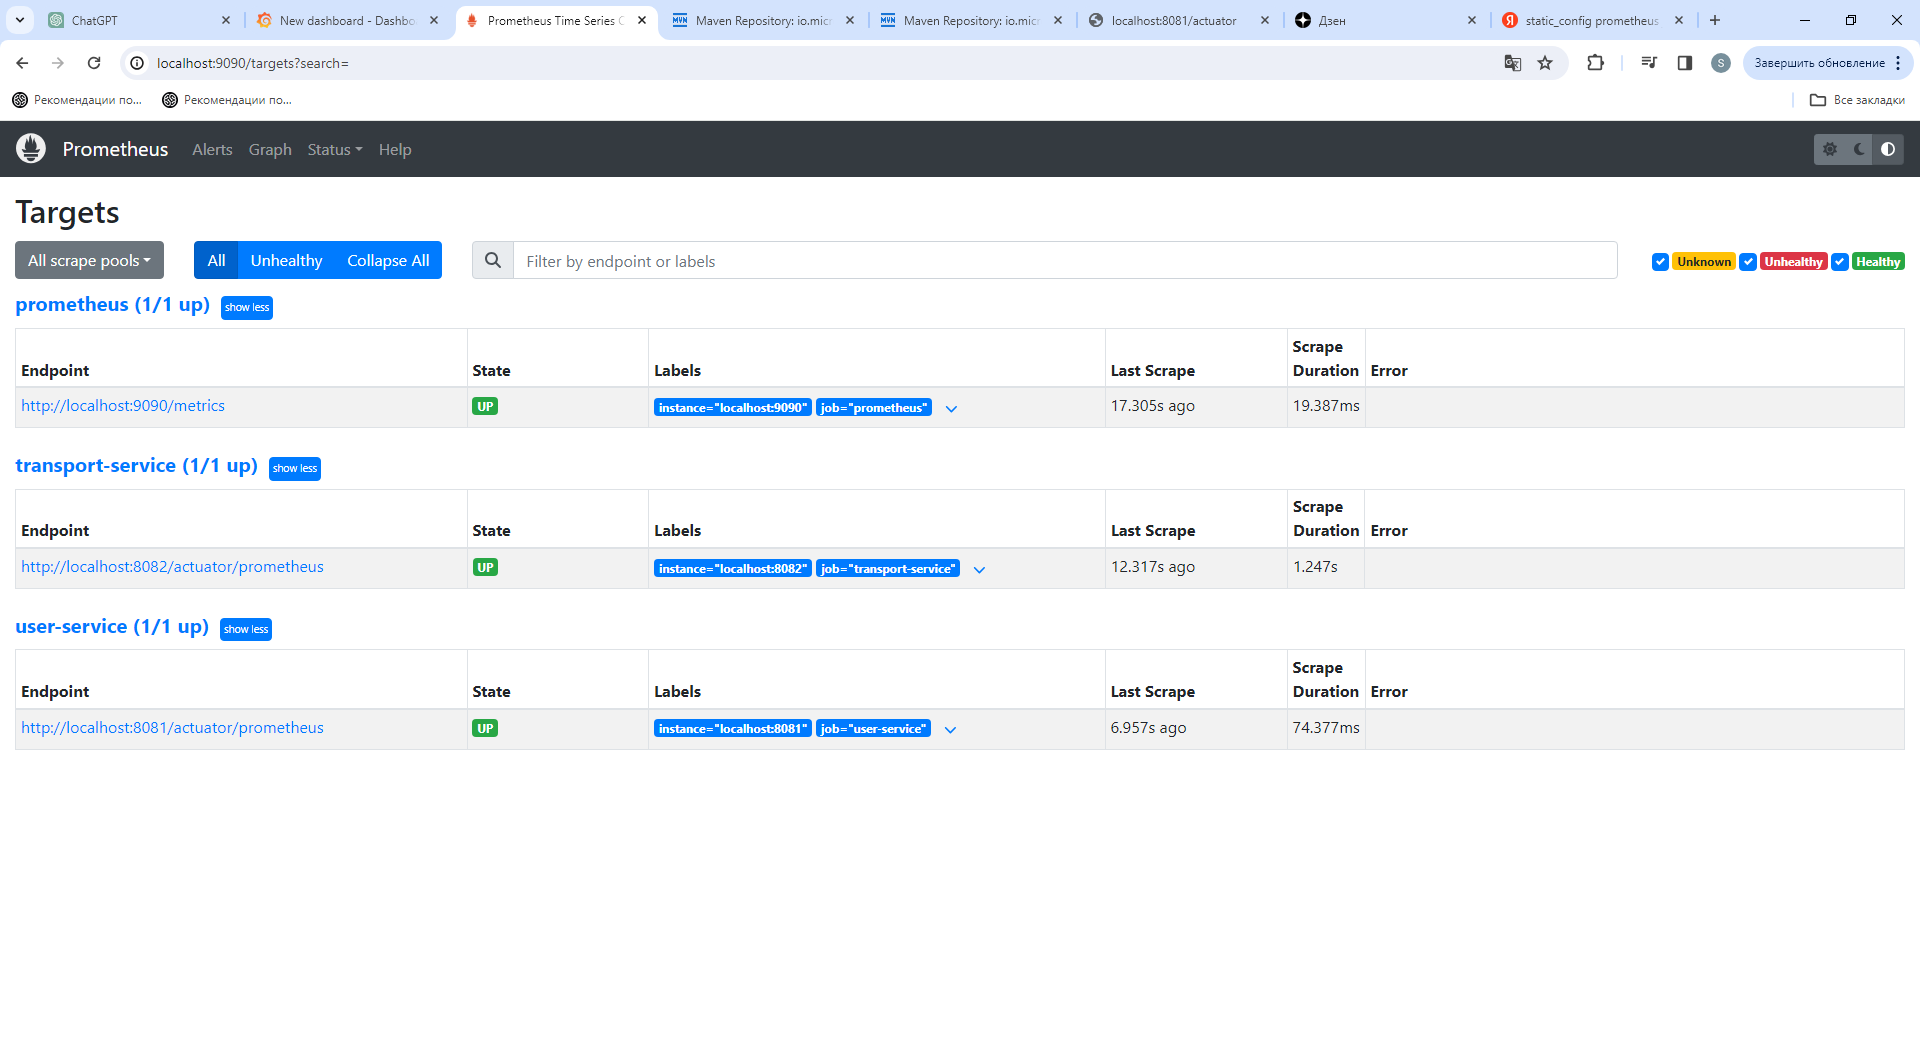 ChatGPT
New dashboard - Dashbo
Prometheus Time Series C
Maven Repository: io.micr
Maven Repository: io.micr
localhost:8081/actuator
Дзен
static_config prometheus
localhost:9090/targets?search=
S
Завершить обновление
Рекомендации по...
Рекомендации по...
Все закладки
Prometheus Alerts Graph Status Help
Targets
All scrape pools
All Unhealthy Collapse All
Filter by endpoint or labels
Unknown Unhealthy Healthy
prometheus (1/1 up) show less
Endpoint State Labels Last Scrape Scrape Duration Error
http://localhost:9090/metrics UP instance="localhost:9090" job="prometheus" 17.305s ago 19.387ms
transport-service (1/1 up) show less
Endpoint State Labels Last Scrape Scrape Duration Error
http://localhost:8082/actuator/prometheus UP instance="localhost:8082" job="transport-service" 12.317s ago 1.247s
user-service (1/1 up) show less
Endpoint State Labels Last Scrape Scrape Duration Error
http://localhost:8081/actuator/prometheus UP instance="localhost:8081" job="user-service" 6.957s ago 74.377ms